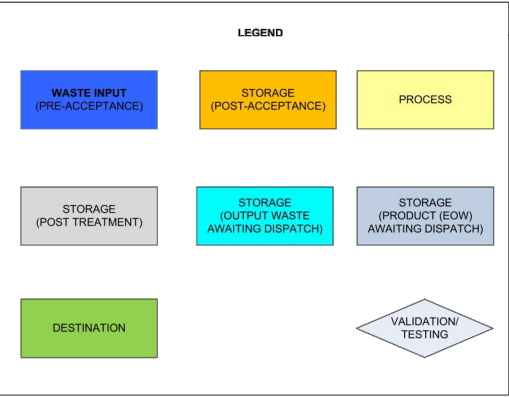 LEGEND
WASTE INPUT
(PRE-ACCEPTANCE)
STORAGE
(POST-ACCEPTANCE)
PROCESS
STORAGE
(POST TREATMENT)
STORAGE
(OUTPUT WASTE
AWAITING DISPATCH)
STORAGE
(PRODUCT (EOW)
AWAITING DISPATCH)
DESTINATION
VALIDATION/
TESTING